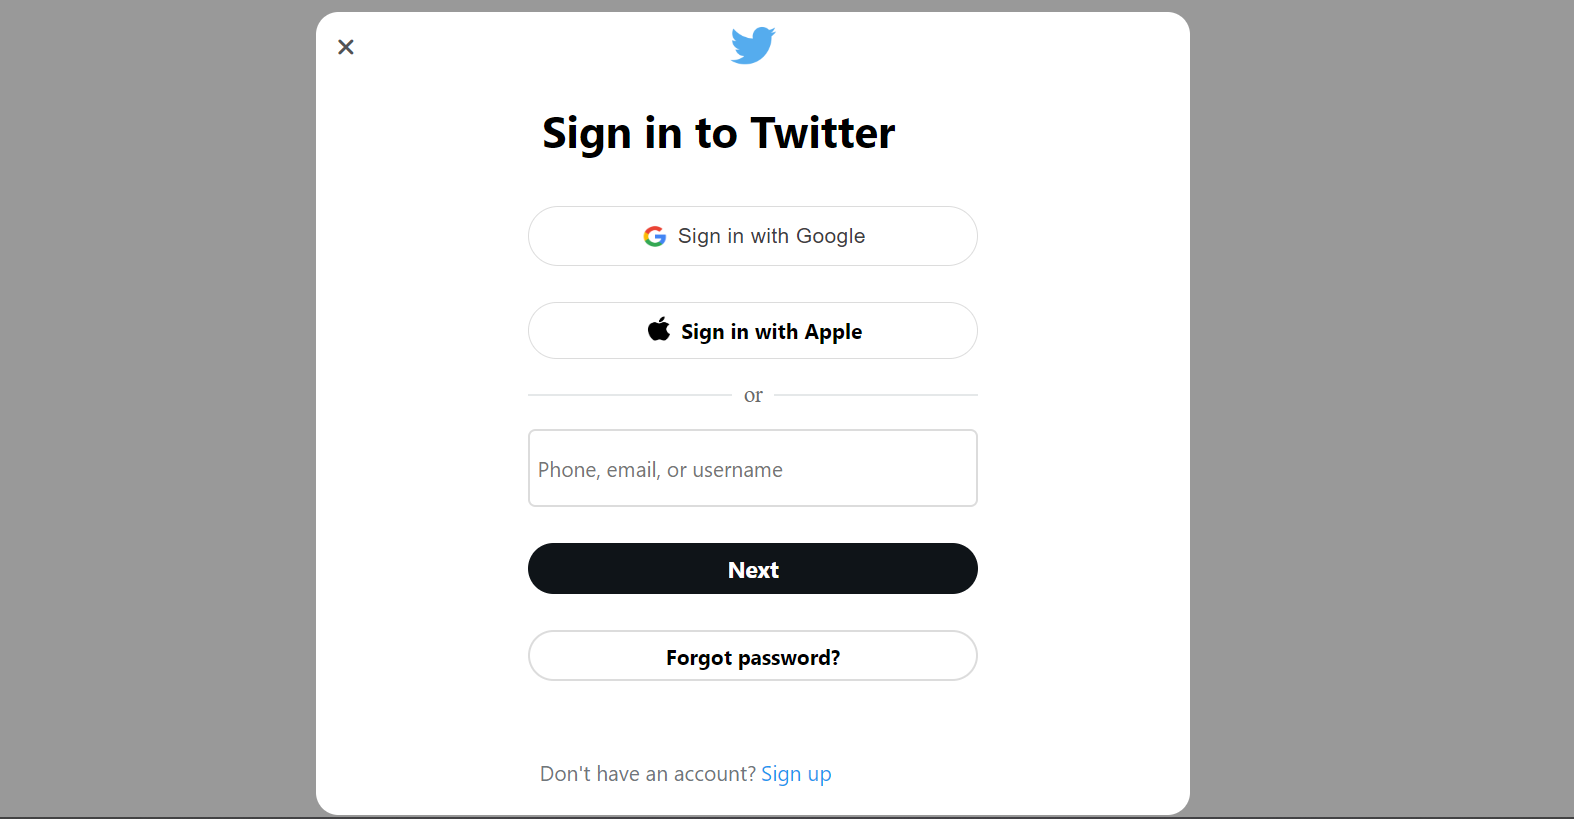 Sign in to Twitter
Sign in with Google
Sign in with Apple
or
Phone, email, or username
Next
Forgot password?
Don't have an account? Sign up